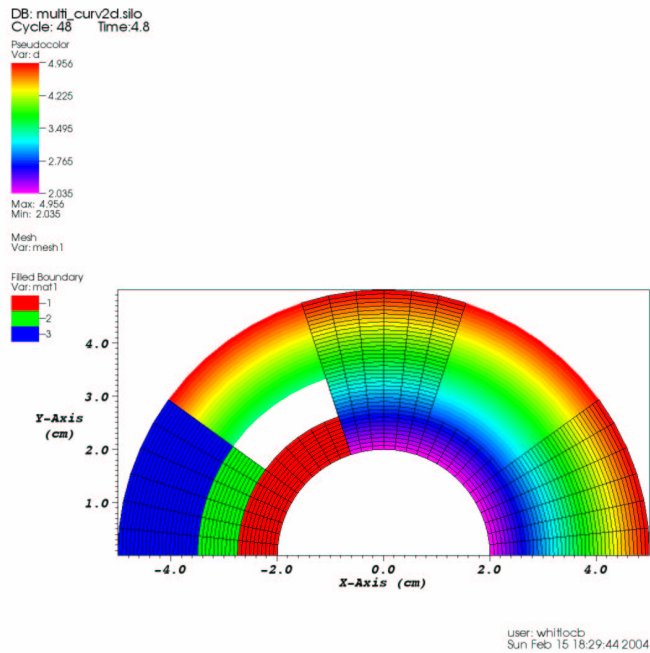 DB: multi_curv2d.silo
Cycle: 48 Time:4.8
Pseudocolor
Var: d
4.956
4.225
3.495
2.765
2.035
Max: 4.956
Min: 2.035
Mesh
Var: mesh1
Filled Boundary
Var: mat1
1
2
3
4.0
3.0
Y-Axis
(cm)
2.0
1.0
-4.0 -2.0 0.0 2.0 4.0
X-Axis (cm)
user: whitlocb
Sun Feb 15 18:29:44 2004